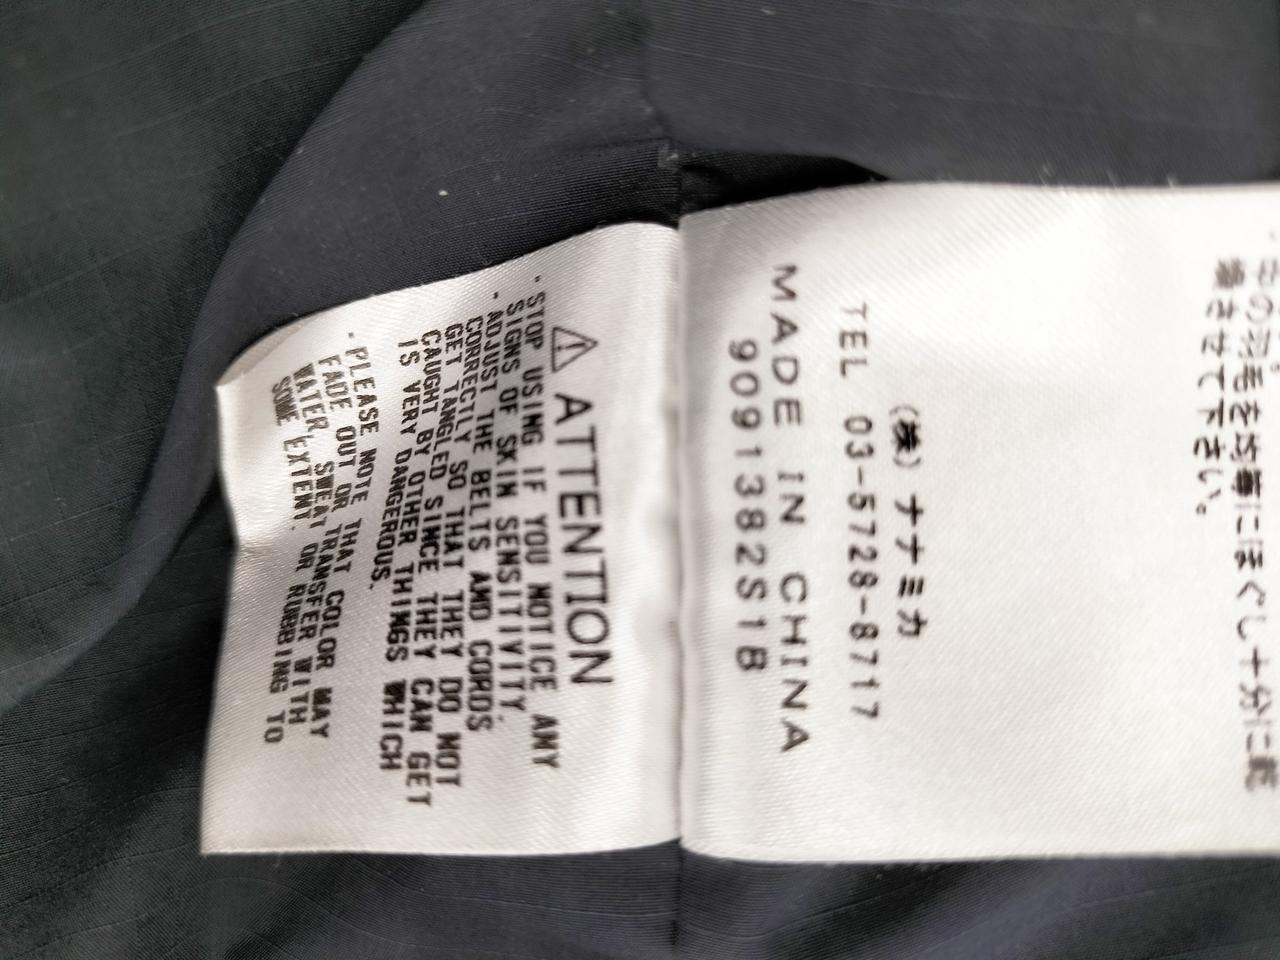 ・中の羽毛を均等にほぐし十分に乾
燥させて下さい。
(株) ナナミカ
TEL 03-5728-8717
MADE IN CHINA
9091382S1B
⚠ ATTENTION
・STOP USING IF YOU NOTICE ANY
SIGNS OF SKIN SENSITIVITY.
・ADJUST THE BELTS AND CORDS
CORRECTLY SO THAT THEY DO NOT
GET TANGLED SINCE THEY CAN GET
CAUGHT BY OTHER THINGS WHICH
IS VERY DANGEROUS.
・PLEASE NOTE THAT COLOR MAY
FADE OUT OR TRANSFER WITH
WATER, SWEAT OR RUBBING TO
SOME EXTENT.